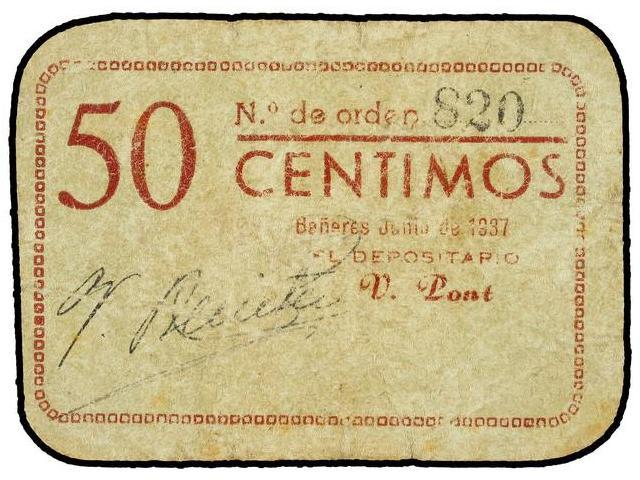 50
N.º de orden 820
CENTIMOS
Bañeres Junio de 1937
EL DEPOSITARIO
V. Pont